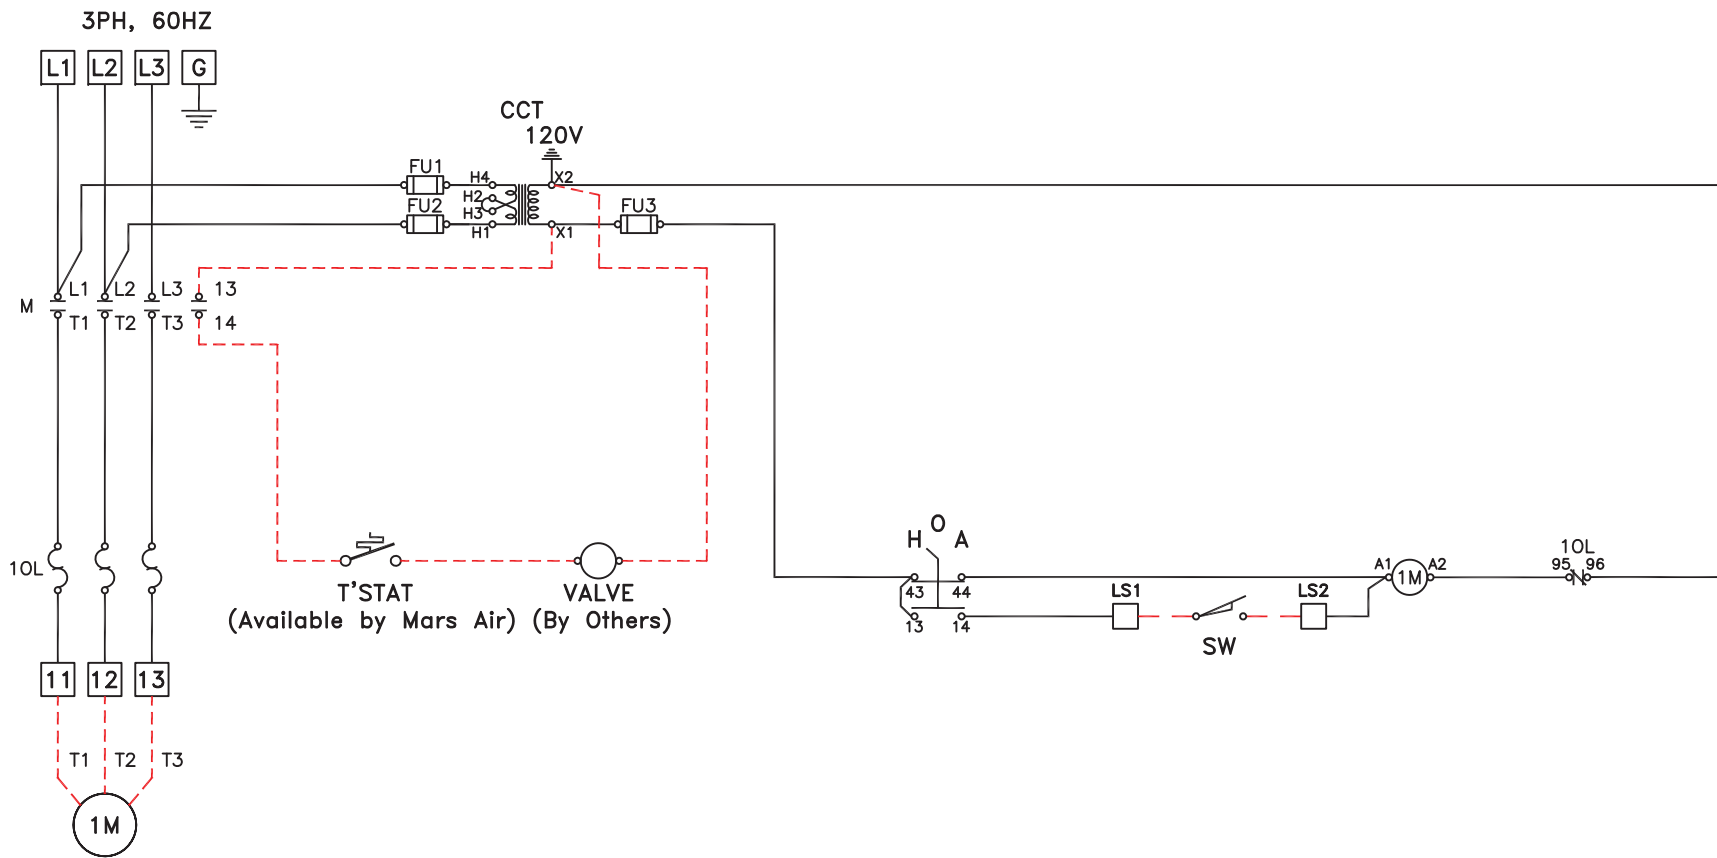 3PH, 60HZ
L1 L2 L3 G
CCT
120V
FU1 H4 X2
H2
FU2 H3 FU3
H1 X1
L1 L2 L3 13
M
T1 T2 T3 14
O
H A
1OL
10L 95 96
A1 1M A2
T'STAT VALVE 43 44 LS1 LS2
(Available by Mars Air) (By Others)
13 14
SW
11 12 13
T1 T2 T3
1M